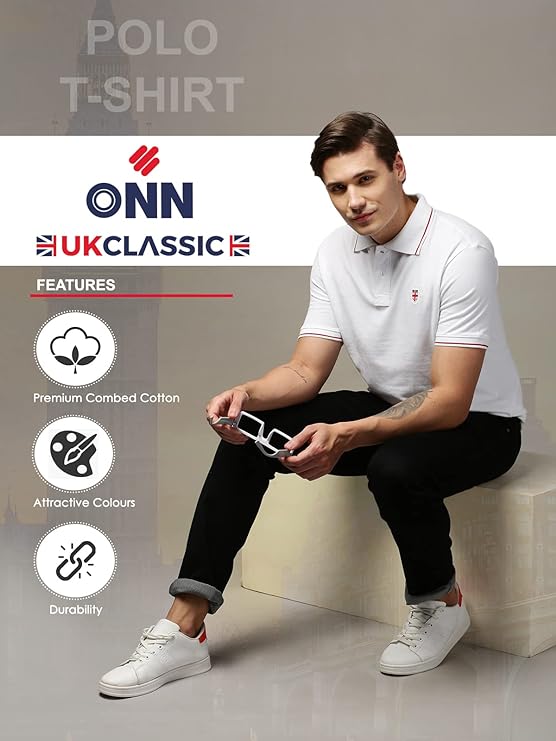 POLO
T-SHIRT
ONN
UKCLASSIC
FEATURES
Premium Combed Cotton
Attractive Colours
Durability